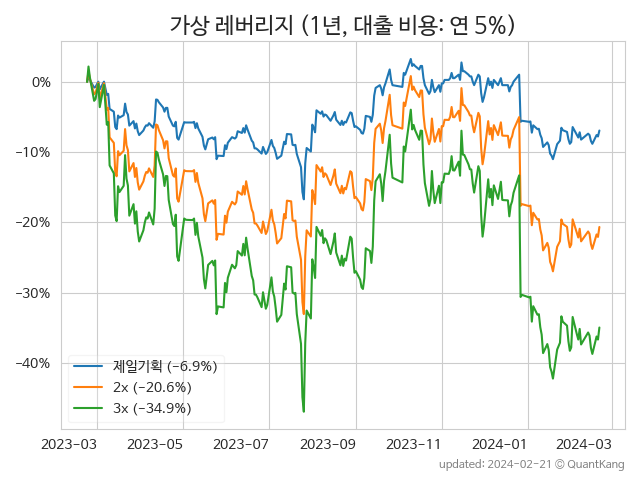 가상 레버리지 (1년, 대출 비용: 연 5%)
0%
−10%
−20%
−30%
−40%
제일기획 (−6.9%)
2x (−20.6%)
3x (−34.9%)
2023-03 2023-05 2023-07 2023-09 2023-11 2024-01 2024-03
updated: 2024-02-21 © QuantKang